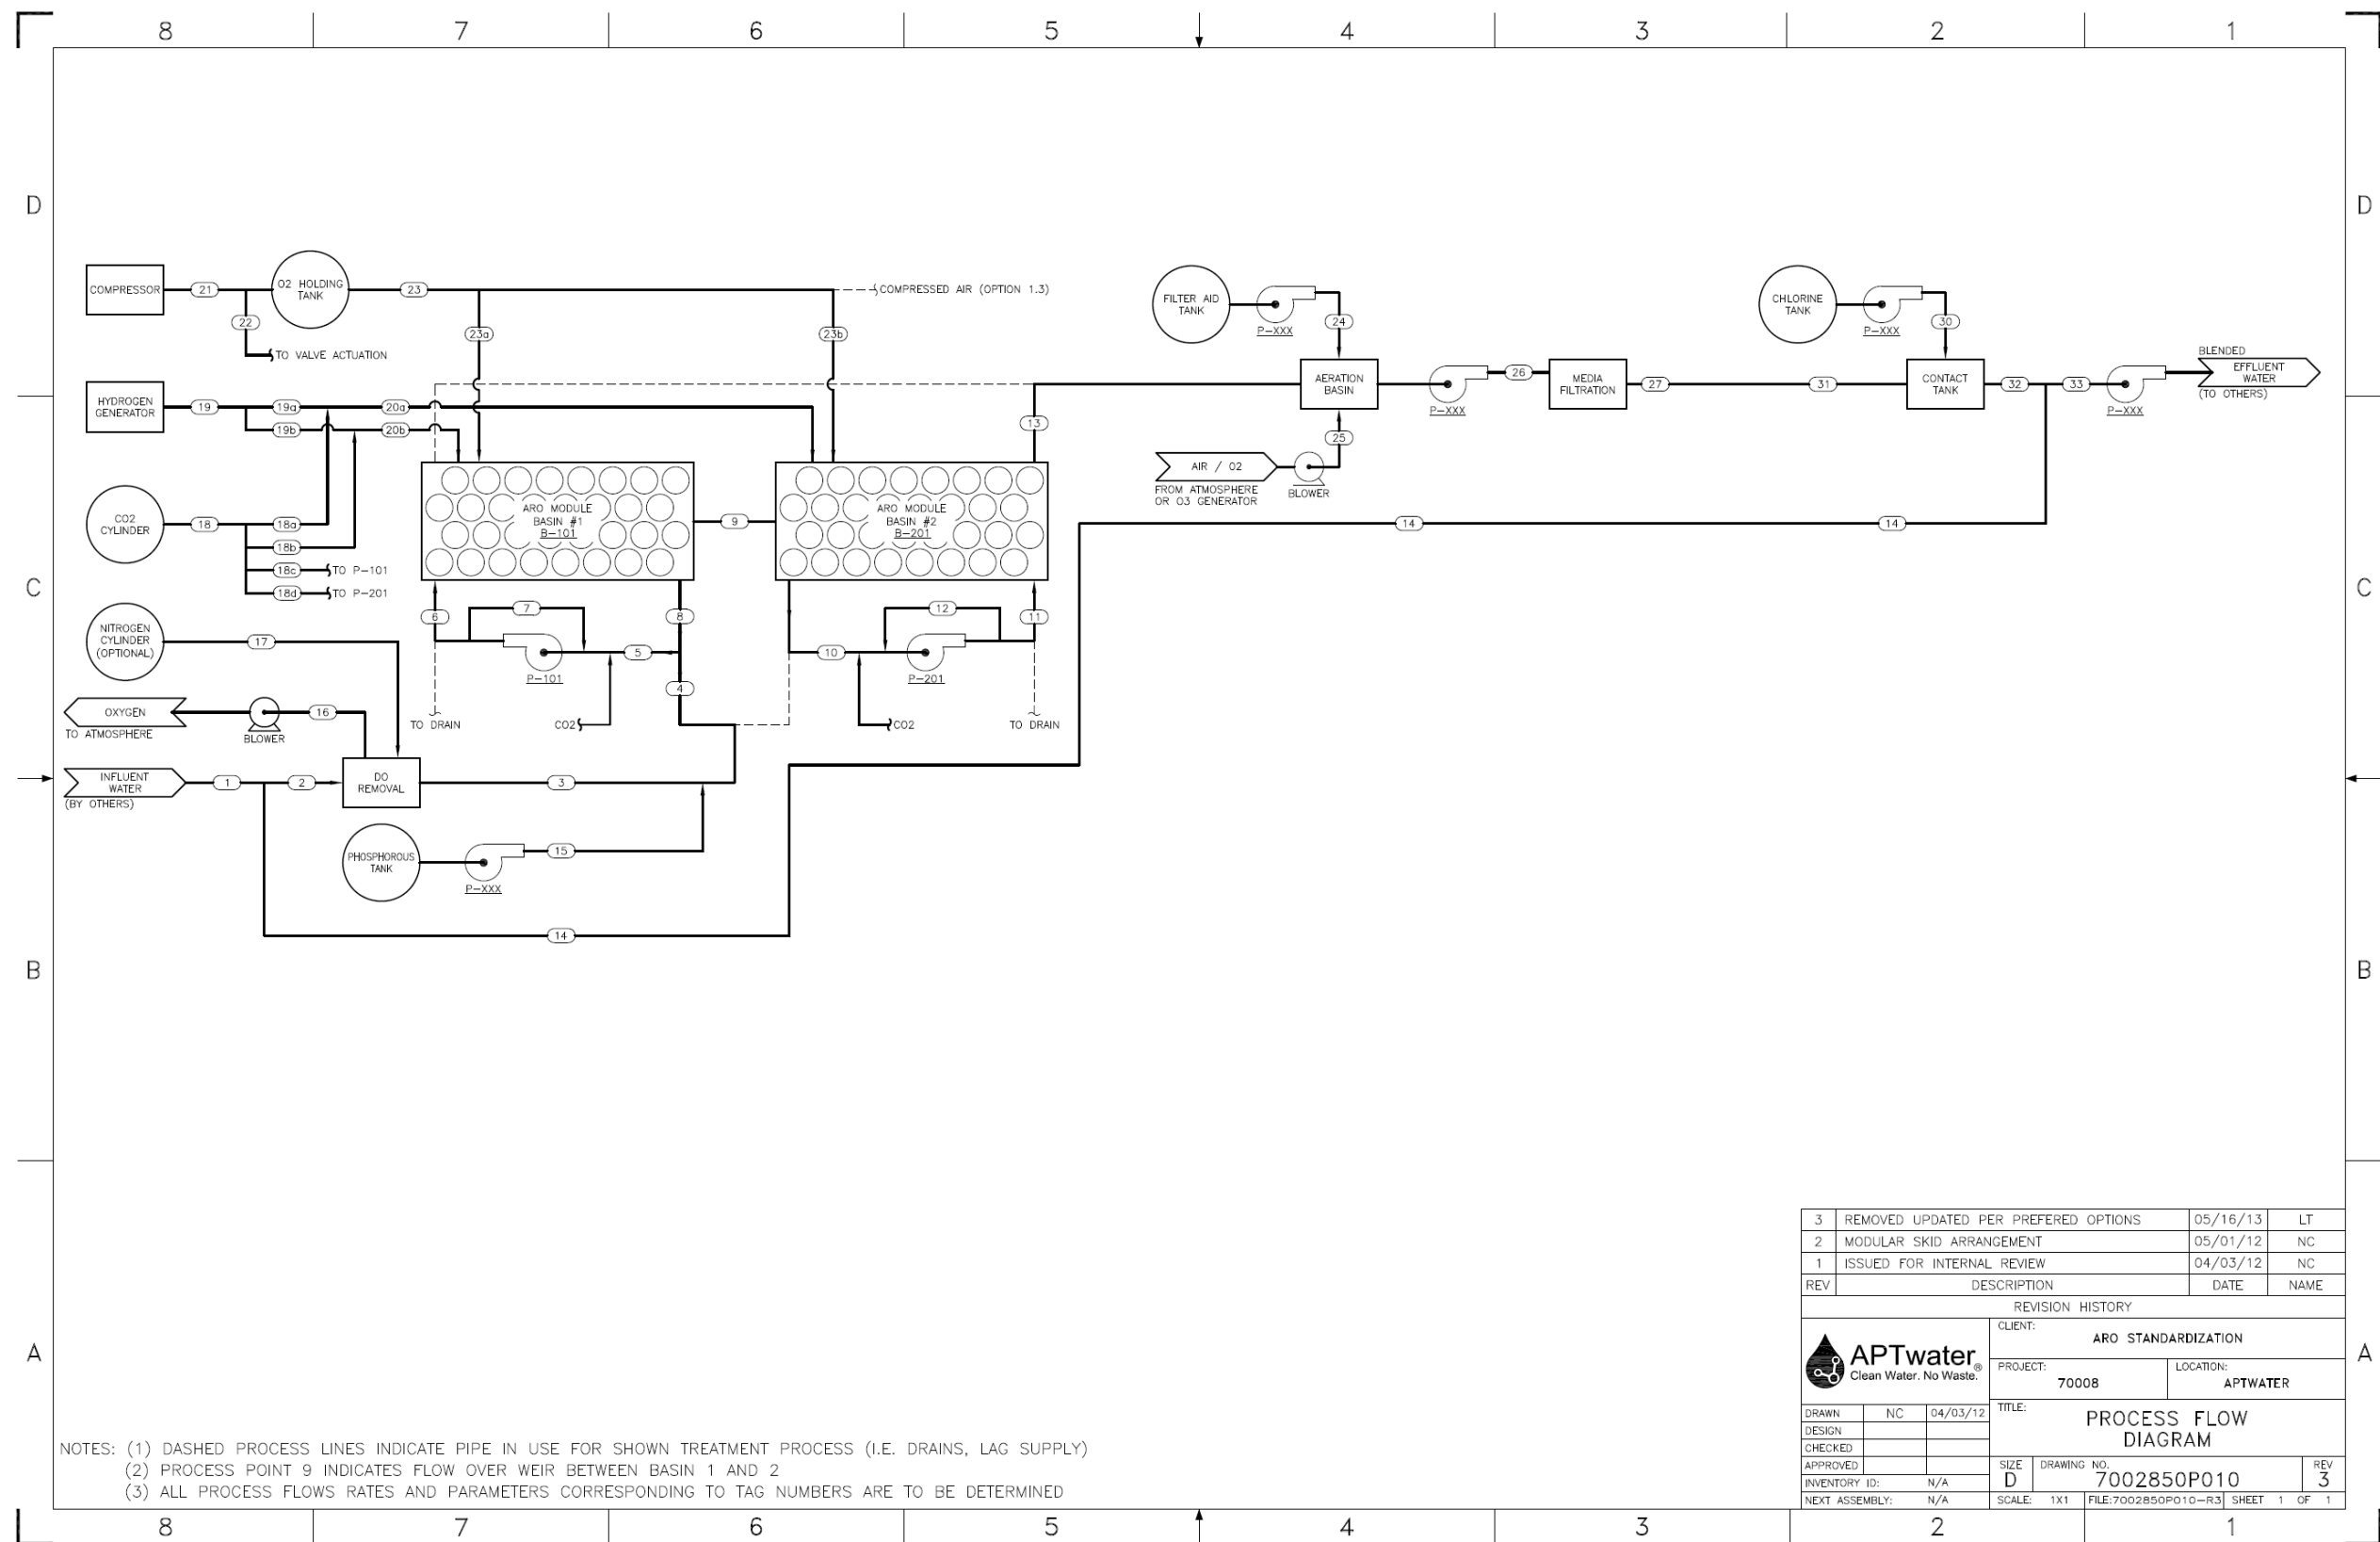 8 7 6 5 4 3 2 1
D D
COMPRESSOR
21
O2 HOLDING
TANK
23
COMPRESSED AIR (OPTION 1.3)
22
TO VALVE ACTUATION
23a
23b
HYDROGEN
GENERATOR
19
19a
20a
19b
20b
CO2
CYLINDER
18
18a
18b
18c
TO P-101
18d
TO P-201
ARO MODULE
BASIN #1
B-101
9
ARO MODULE
BASIN #2
B-201
13
FILTER AID
TANK
P-XXX
24
AERATION
BASIN
25
AIR / O2
FROM ATMOSPHERE
OR O3 GENERATOR
BLOWER
P-XXX
26
MEDIA
FILTRATION
27
31
CHLORINE
TANK
P-XXX
30
CONTACT
TANK
32
33
P-XXX
BLENDED
EFFLUENT
WATER
(TO OTHERS)
14
14
C C
NITROGEN
CYLINDER
(OPTIONAL)
17
6
7
8
P-101
5
4
TO DRAIN
CO2
10
12
11
P-201
CO2
TO DRAIN
OXYGEN
TO ATMOSPHERE
BLOWER
16
INFLUENT
WATER
(BY OTHERS)
1
2
DO
REMOVAL
3
PHOSPHOROUS
TANK
P-XXX
15
14
B B
A A
3 REMOVED UPDATED PER PREFERED OPTIONS 05/16/13 LT
2 MODULAR SKID ARRANGEMENT 05/01/12 NC
1 ISSUED FOR INTERNAL REVIEW 04/03/12 NC
REV DESCRIPTION DATE NAME
REVISION HISTORY
APTwater®
Clean Water. No Waste.
CLIENT:
ARO STANDARDIZATION
PROJECT:
70008
LOCATION:
APTWATER
DRAWN NC 04/03/12
DESIGN
CHECKED
APPROVED
INVENTORY ID: N/A
NEXT ASSEMBLY: N/A
TITLE:
PROCESS FLOW
DIAGRAM
SIZE
D
DRAWING NO.
7002850P010
REV
3
SCALE: 1X1 FILE:7002850P010-R3 SHEET 1 OF 1
NOTES: (1) DASHED PROCESS LINES INDICATE PIPE IN USE FOR SHOWN TREATMENT PROCESS (I.E. DRAINS, LAG SUPPLY)
(2) PROCESS POINT 9 INDICATES FLOW OVER WEIR BETWEEN BASIN 1 AND 2
(3) ALL PROCESS FLOWS RATES AND PARAMETERS CORRESPONDING TO TAG NUMBERS ARE TO BE DETERMINED
8 7 6 5 4 3 2 1